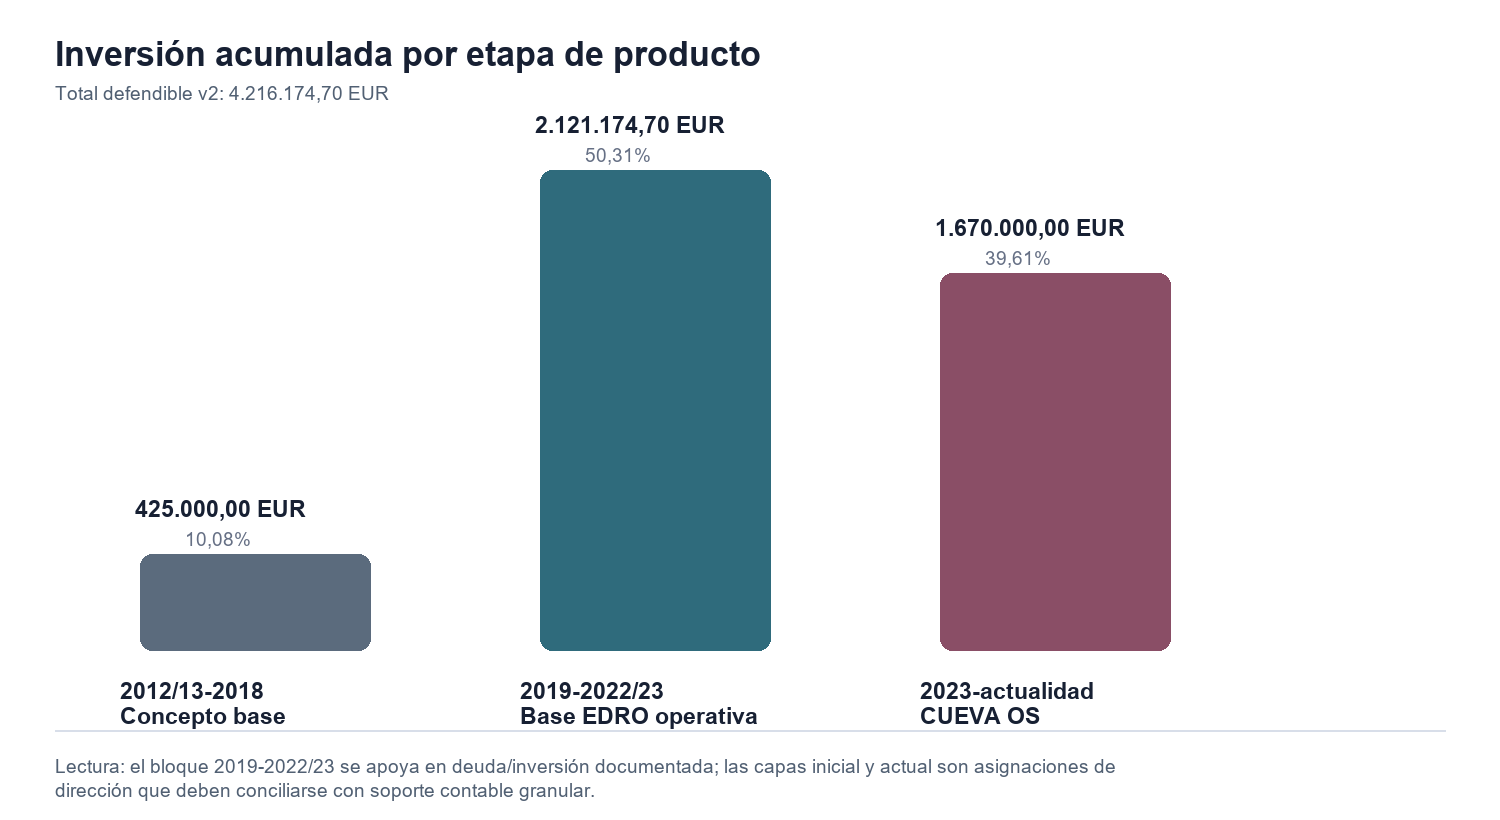 Inversión acumulada por etapa de producto
Total defendible v2: 4.216.174,70 EUR
2.121.174,70 EUR
50,31%
1.670.000,00 EUR
39,61%
425.000,00 EUR
10,08%
2012/13-2018
Concepto base
2019-2022/23
Base EDRO operativa
2023-actualidad
CUEVA OS
Lectura: el bloque 2019-2022/23 se apoya en deuda/inversión documentada; las capas inicial y actual son asignaciones de
dirección que deben conciliarse con soporte contable granular.